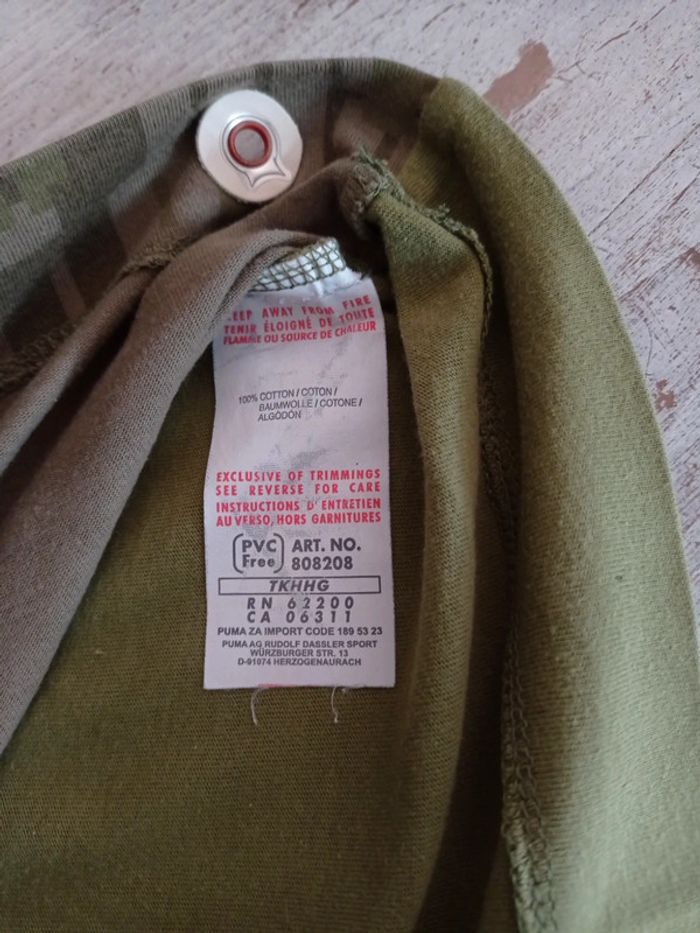 EEP AWAY FROM FIRE
TENIR ÉLOIGNÉ DE TOUTE
FLAMME OU SOURCE DE CHALEUR
100% COTTON / COTON /
BAUMWOLLE / COTONE /
ALGODÓN
EXCLUSIVE OF TRIMMINGS
SEE REVERSE FOR CARE
INSTRUCTIONS D'ENTRETIEN
AU VERSO, HORS GARNITURES
PVC Free
ART. NO.
808208
TKHHG
RN 62200
CA 06311
PUMA ZA IMPORT CODE 189 53 23
PUMA AG RUDOLF DASSLER SPORT
WÜRZBURGER STR. 13
D-91074 HERZOGENAURACH